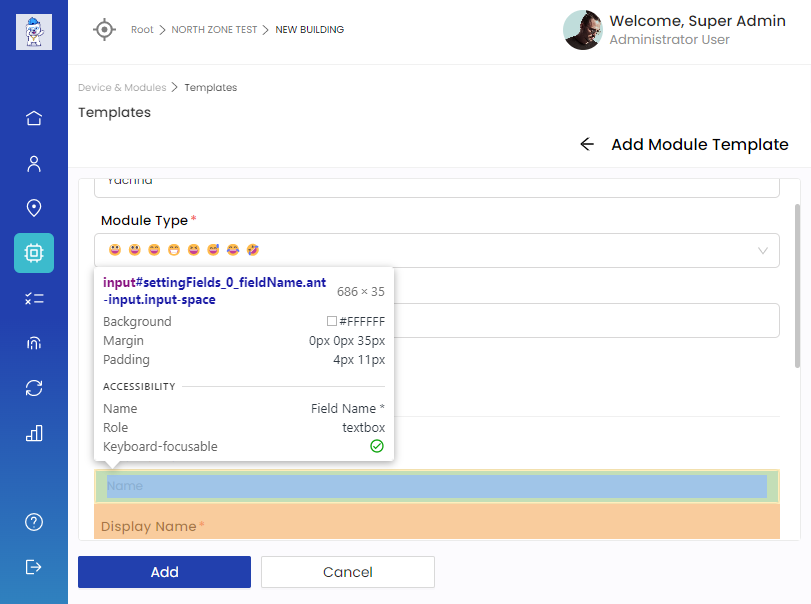 Root > NORTH ZONE TEST > NEW BUILDING
Welcome, Super Admin
Administrator User
Device & Modules > Templates
Templates
← Add Module Template
Yachna
Module Type *
😃 😃 😄 😁 😄 😅 😂 🤣
input#settingFields_0_fieldName.ant
-input.input-space
686 × 35
Background #FFFFFF
Margin 0px 0px 35px
Padding 4px 11px
ACCESSIBILITY
Name Field Name *
Role textbox
Keyboard-focusable
Name
Display Name *
Add
Cancel